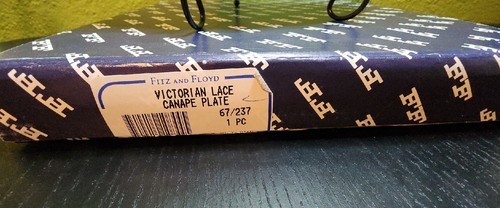 FITZ AND FLOYD
VICTORIAN LACE
CANAPE PLATE
67/237
1 PC